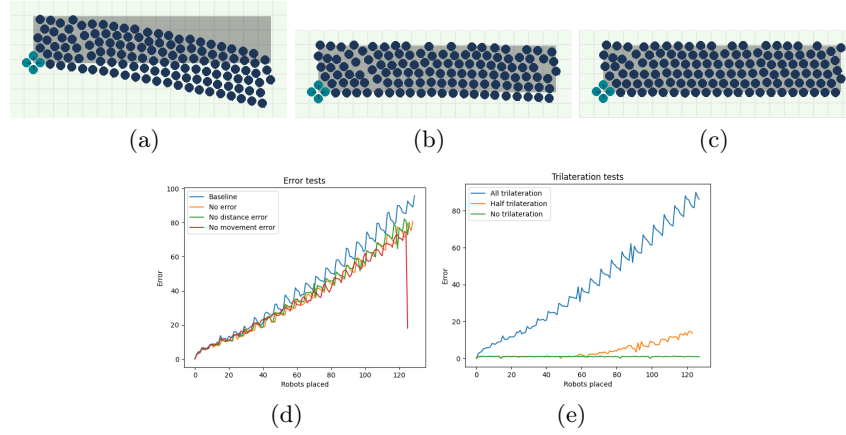 (a)
(b)
(c)
Error tests
Baseline
No error
No distance error
No movement error
Error
100
80
60
40
20
0
0 20 40 60 80 100 120
Robots placed
(d)
Trilateration tests
All trilateration
Half trilateration
No trilateration
Error
80
60
40
20
0
0 20 40 60 80 100 120
Robots placed
(e)